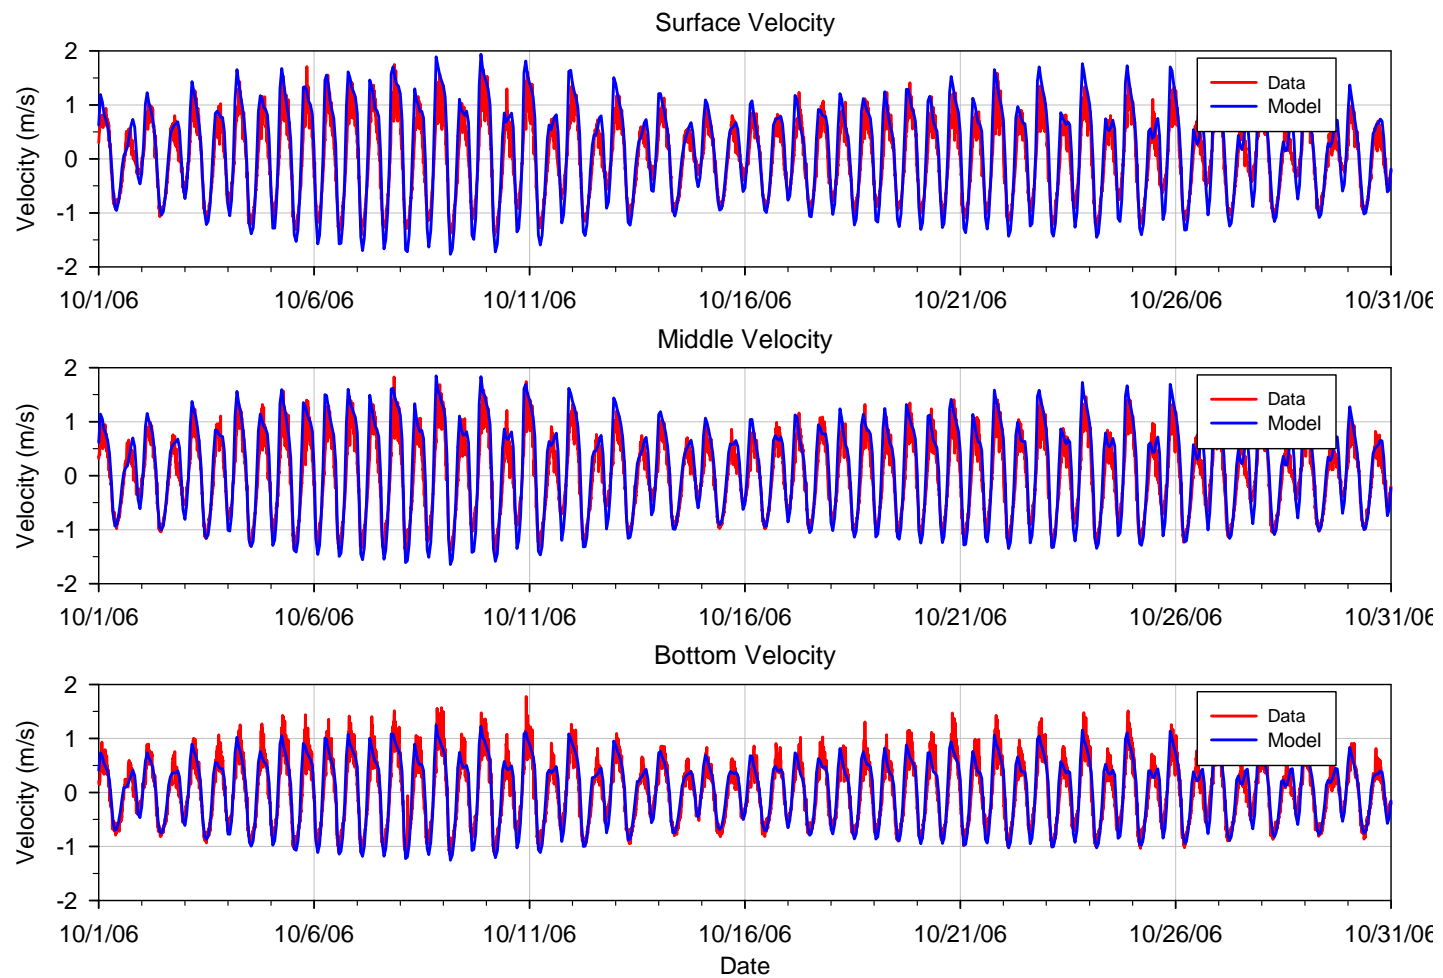 Surface Velocity
Velocity (m/s)
2
1
0
-1
-2
Data
Model
10/1/06 10/6/06 10/11/06 10/16/06 10/21/06 10/26/06 10/31/06
Middle Velocity
Velocity (m/s)
2
1
0
-1
-2
Data
Model
10/1/06 10/6/06 10/11/06 10/16/06 10/21/06 10/26/06 10/31/06
Bottom Velocity
Velocity (m/s)
2
1
0
-1
-2
Data
Model
10/1/06 10/6/06 10/11/06 10/16/06 10/21/06 10/26/06 10/31/06
Date